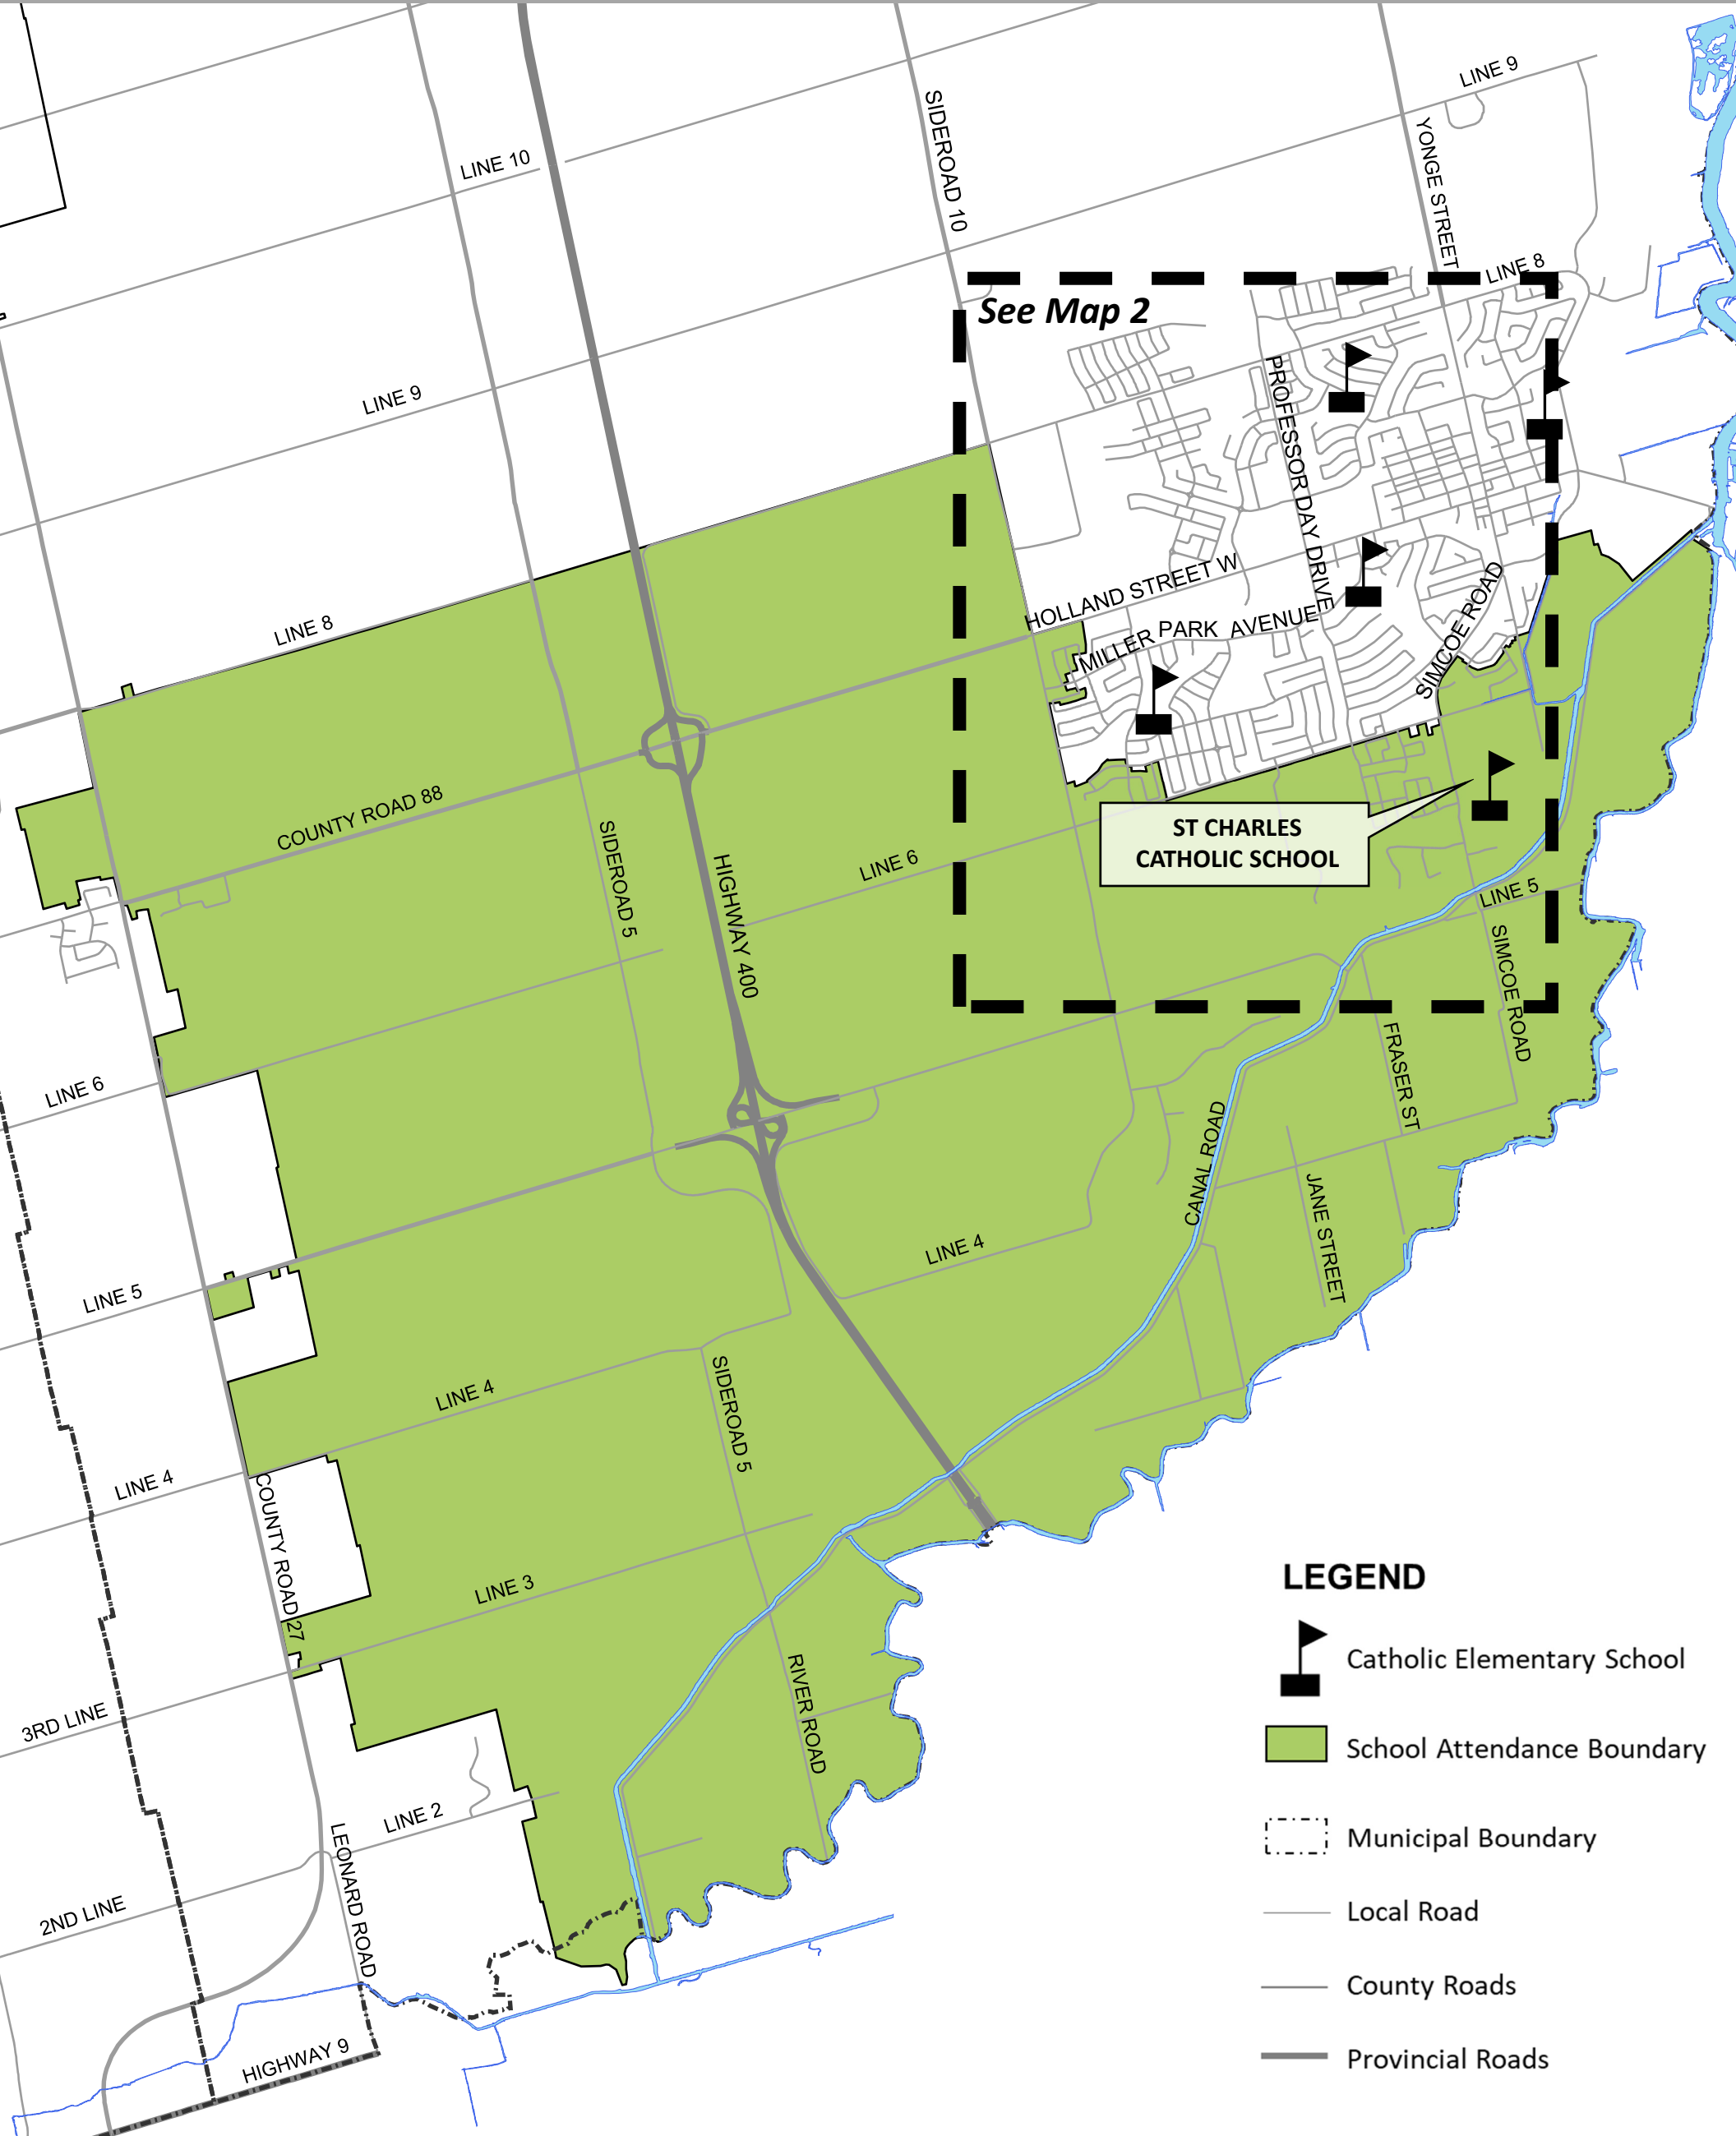 LINE 9
SIDEROAD 10
YONGE STREET
LINE 10
LINE 8
See Map 2
LINE 9
PROFESSOR DAY DRIVE
HOLLAND STREET W
LINE 8
MILLER PARK AVENUE
SIMCOE ROAD
COUNTY ROAD 88
SIDEROAD 5
HIGHWAY 400
LINE 6
ST CHARLES
CATHOLIC SCHOOL
LINE 5
SIMCOE ROAD
FRASER ST
LINE 6
CANAL ROAD
JANE STREET
LINE 4
LINE 5
SIDEROAD 5
LINE 4
LINE 4
COUNTY ROAD 27
LINE 3
RIVER ROAD
3RD LINE
LINE 2
LEONARD ROAD
2ND LINE
HIGHWAY 9
LEGEND
Catholic Elementary School
School Attendance Boundary
Municipal Boundary
Local Road
County Roads
Provincial Roads